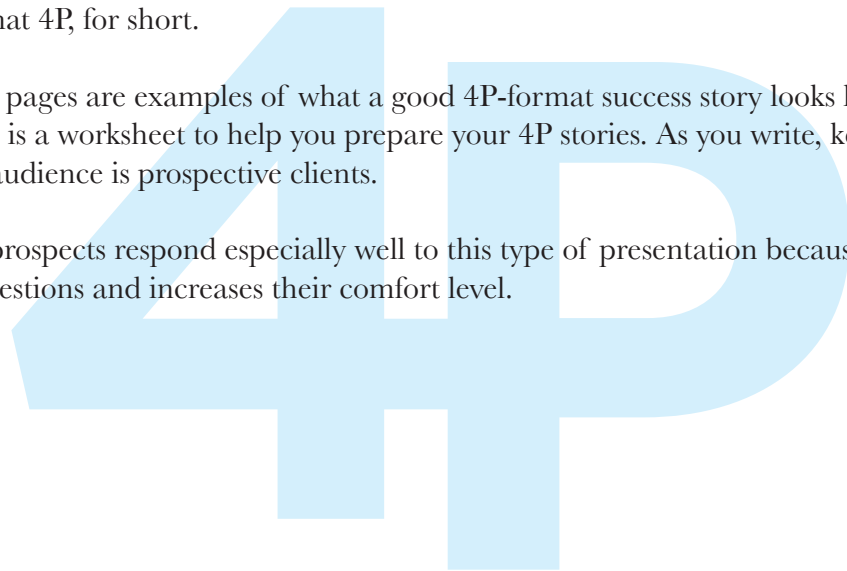 hat 4P, for short.
pages are examples of what a good 4P-format success story looks l
is a worksheet to help you prepare your 4P stories. As you write, k
audience is prospective clients.
prospects respond especially well to this type of presentation becaus
estions and increases their comfort level.
4P